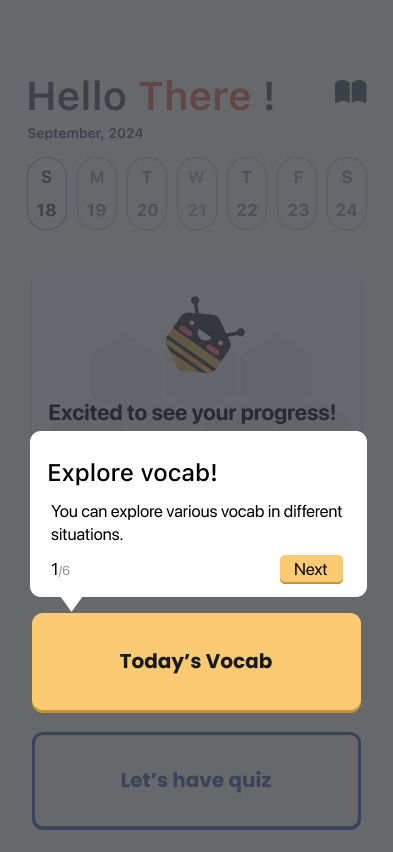 Hello There !
September, 2024
S M T W T F S
18 19 20 21 22 23 24
Excited to see your progress!
Explore vocab!
You can explore various vocab in different
situations.
1/6 Next
Today's Vocab
Let's have quiz